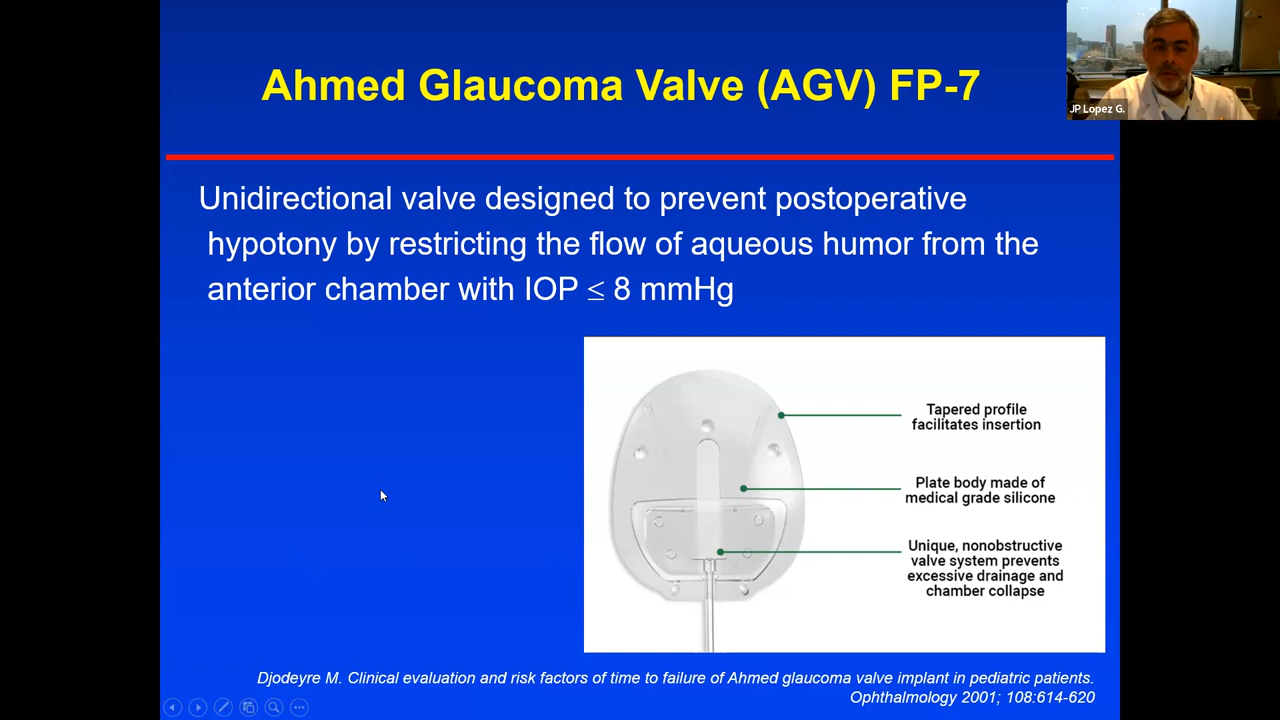 Ahmed Glaucoma Valve (AGV) FP-7
JP Lopez G.
Unidirectional valve designed to prevent postoperative
hypotony by restricting the flow of aqueous humor from the
anterior chamber with IOP ≤ 8 mmHg
Tapered profile
facilitates insertion
Plate body made of
medical grade silicone
Unique, nonobstructive
valve system prevents
excessive drainage and
chamber collapse
Djodeyre M. Clinical evaluation and risk factors of time to failure of Ahmed glaucoma valve implant in pediatric patients.
Ophthalmology 2001; 108:614-620